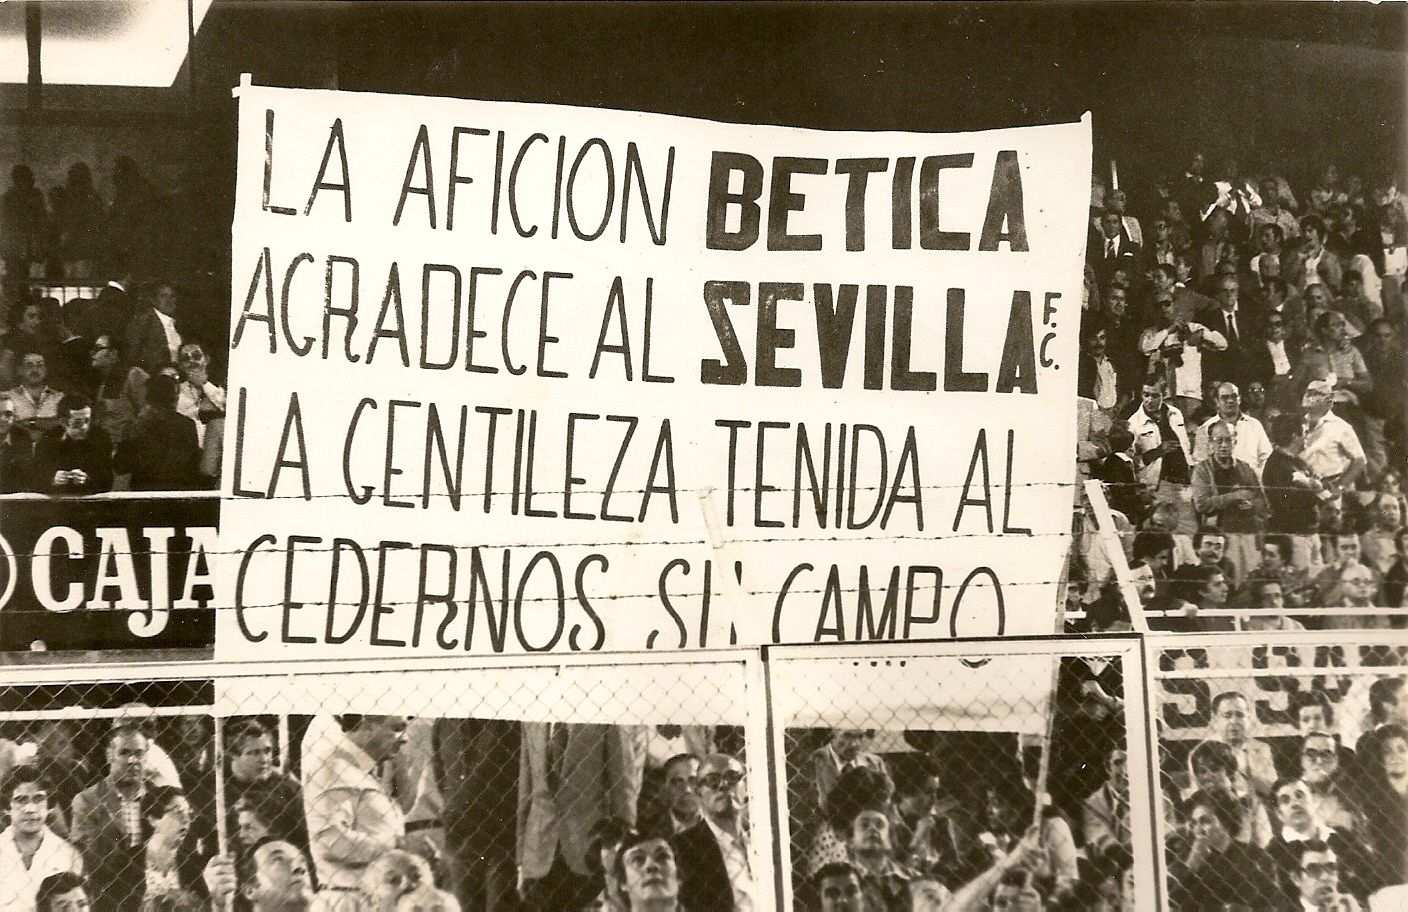 LA AFICION BETICA
AGRADECE AL SEVILLA F.C.
LA GENTILEZA TENIDA AL
CEDERNOS SU CAMPO
CAJA